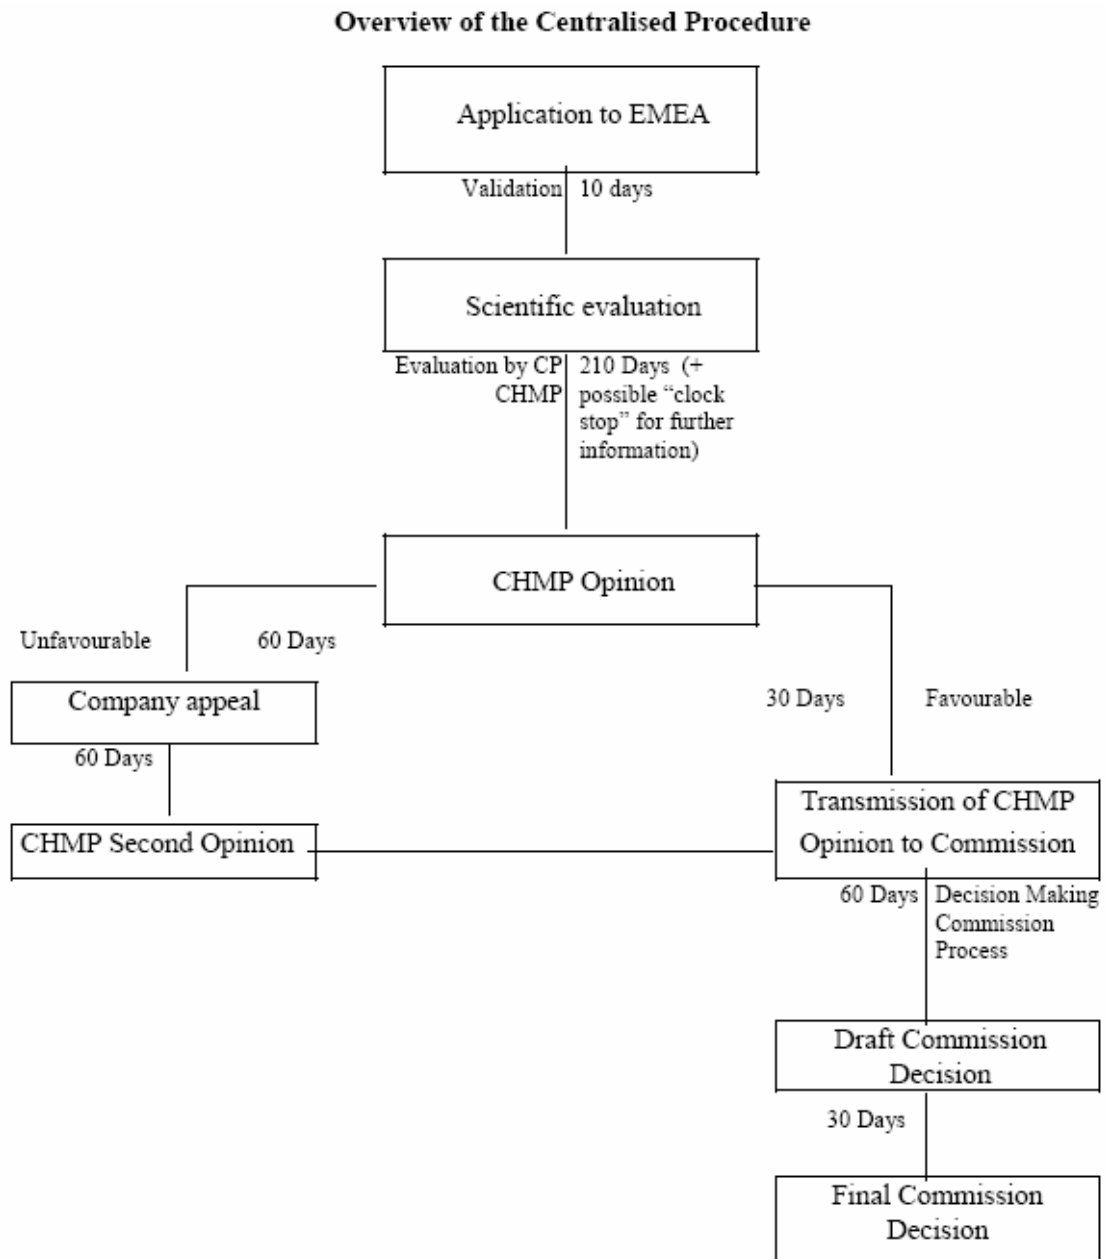 Overview of the Centralised Procedure
Application to EMEA
Validation 10 days
Scientific evaluation
Evaluation by CP 210 Days (+
CHMP possible “clock
stop” for further
information)
CHMP Opinion
Unfavourable 60 Days
Company appeal
30 Days Favourable
60 Days
Transmission of CHMP
Opinion to Commission
CHMP Second Opinion
60 Days Decision Making
Commission
Process
Draft Commission
Decision
30 Days
Final Commission
Decision